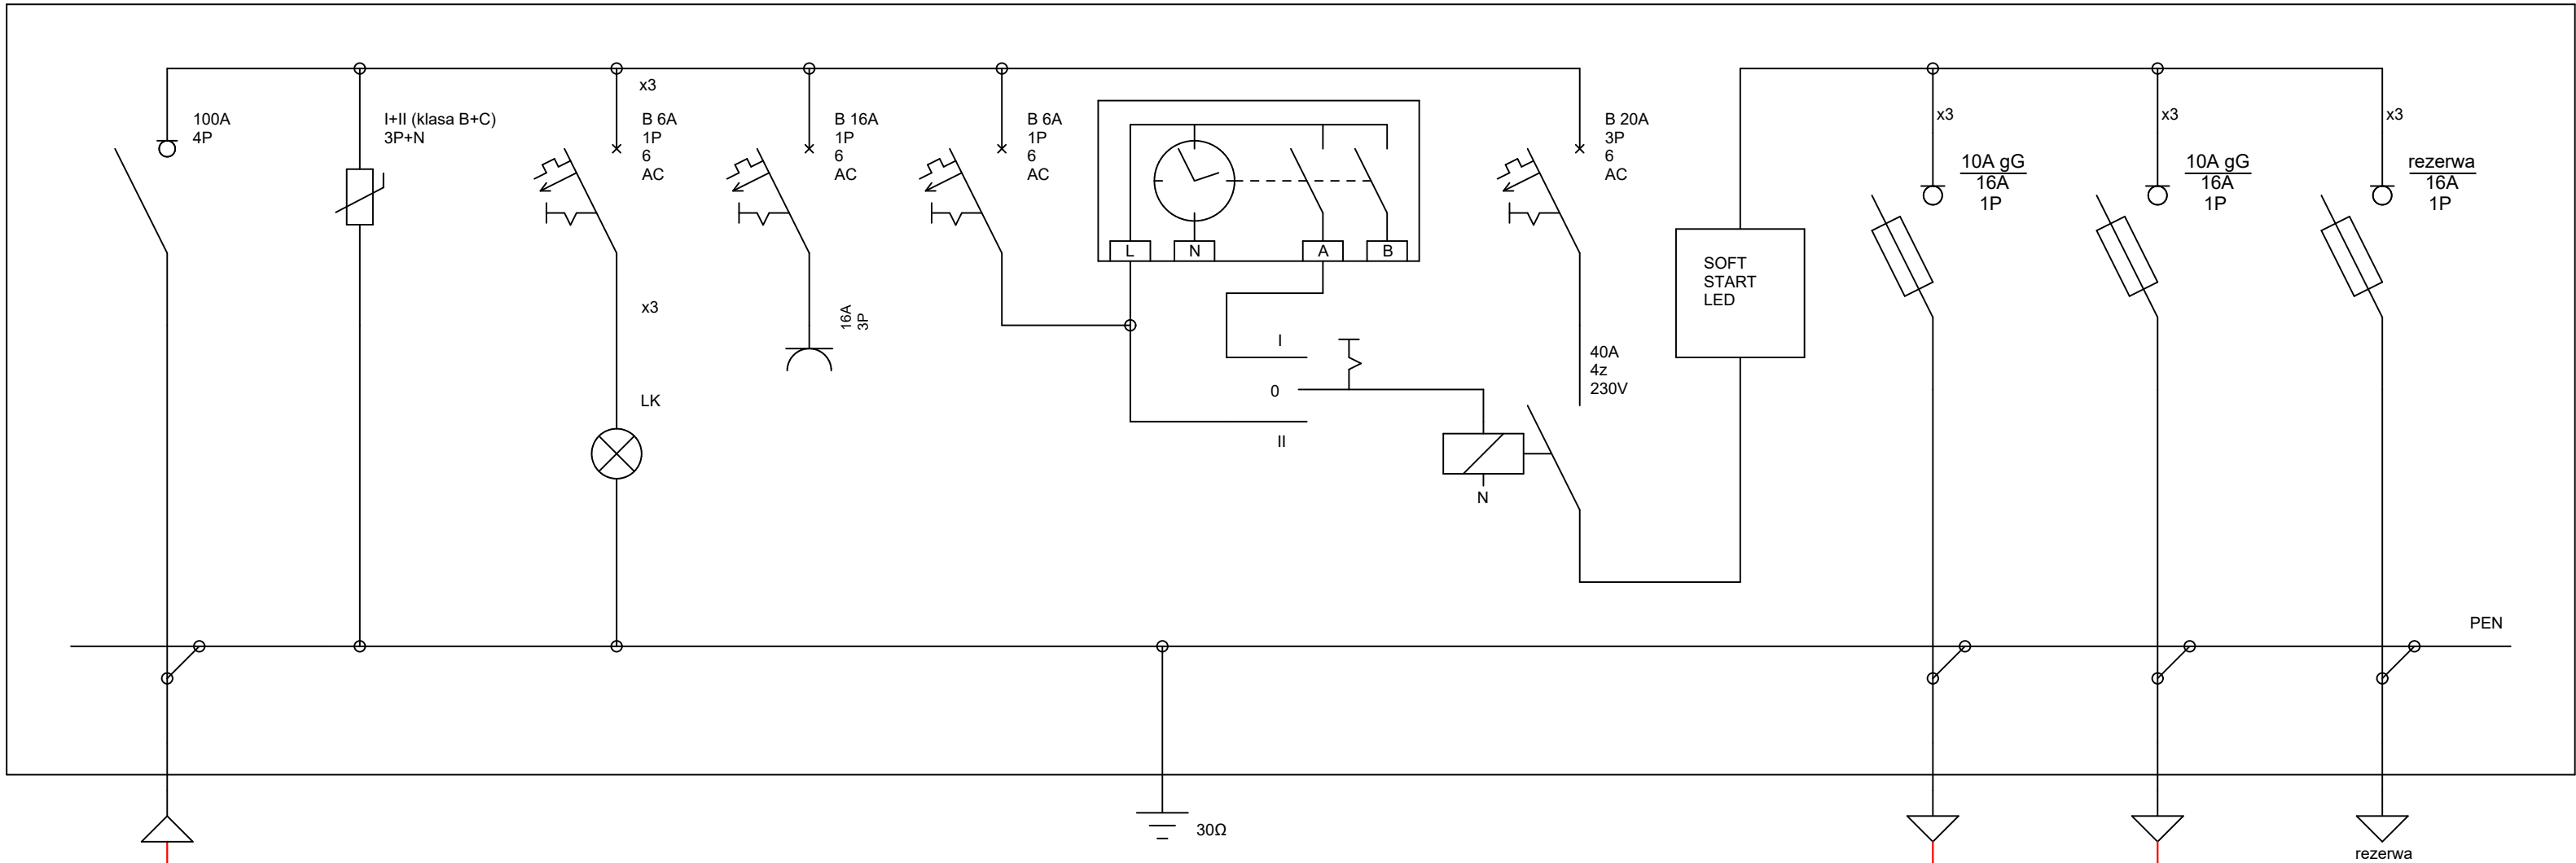 x3
100A
4P
I+II (klasa B+C)
3P+N
B 6A
1P
6
AC
x3
LK
B 16A
1P
6
AC
16A
3P
B 6A
1P
6
AC
L
N
A
B
I
0
II
N
B 20A
3P
6
AC
40A
4z
230V
SOFT
START
LED
x3
10A gG
16A
1P
x3
10A gG
16A
1P
x3
rezerwa
16A
1P
PEN
30Ω
rezerwa